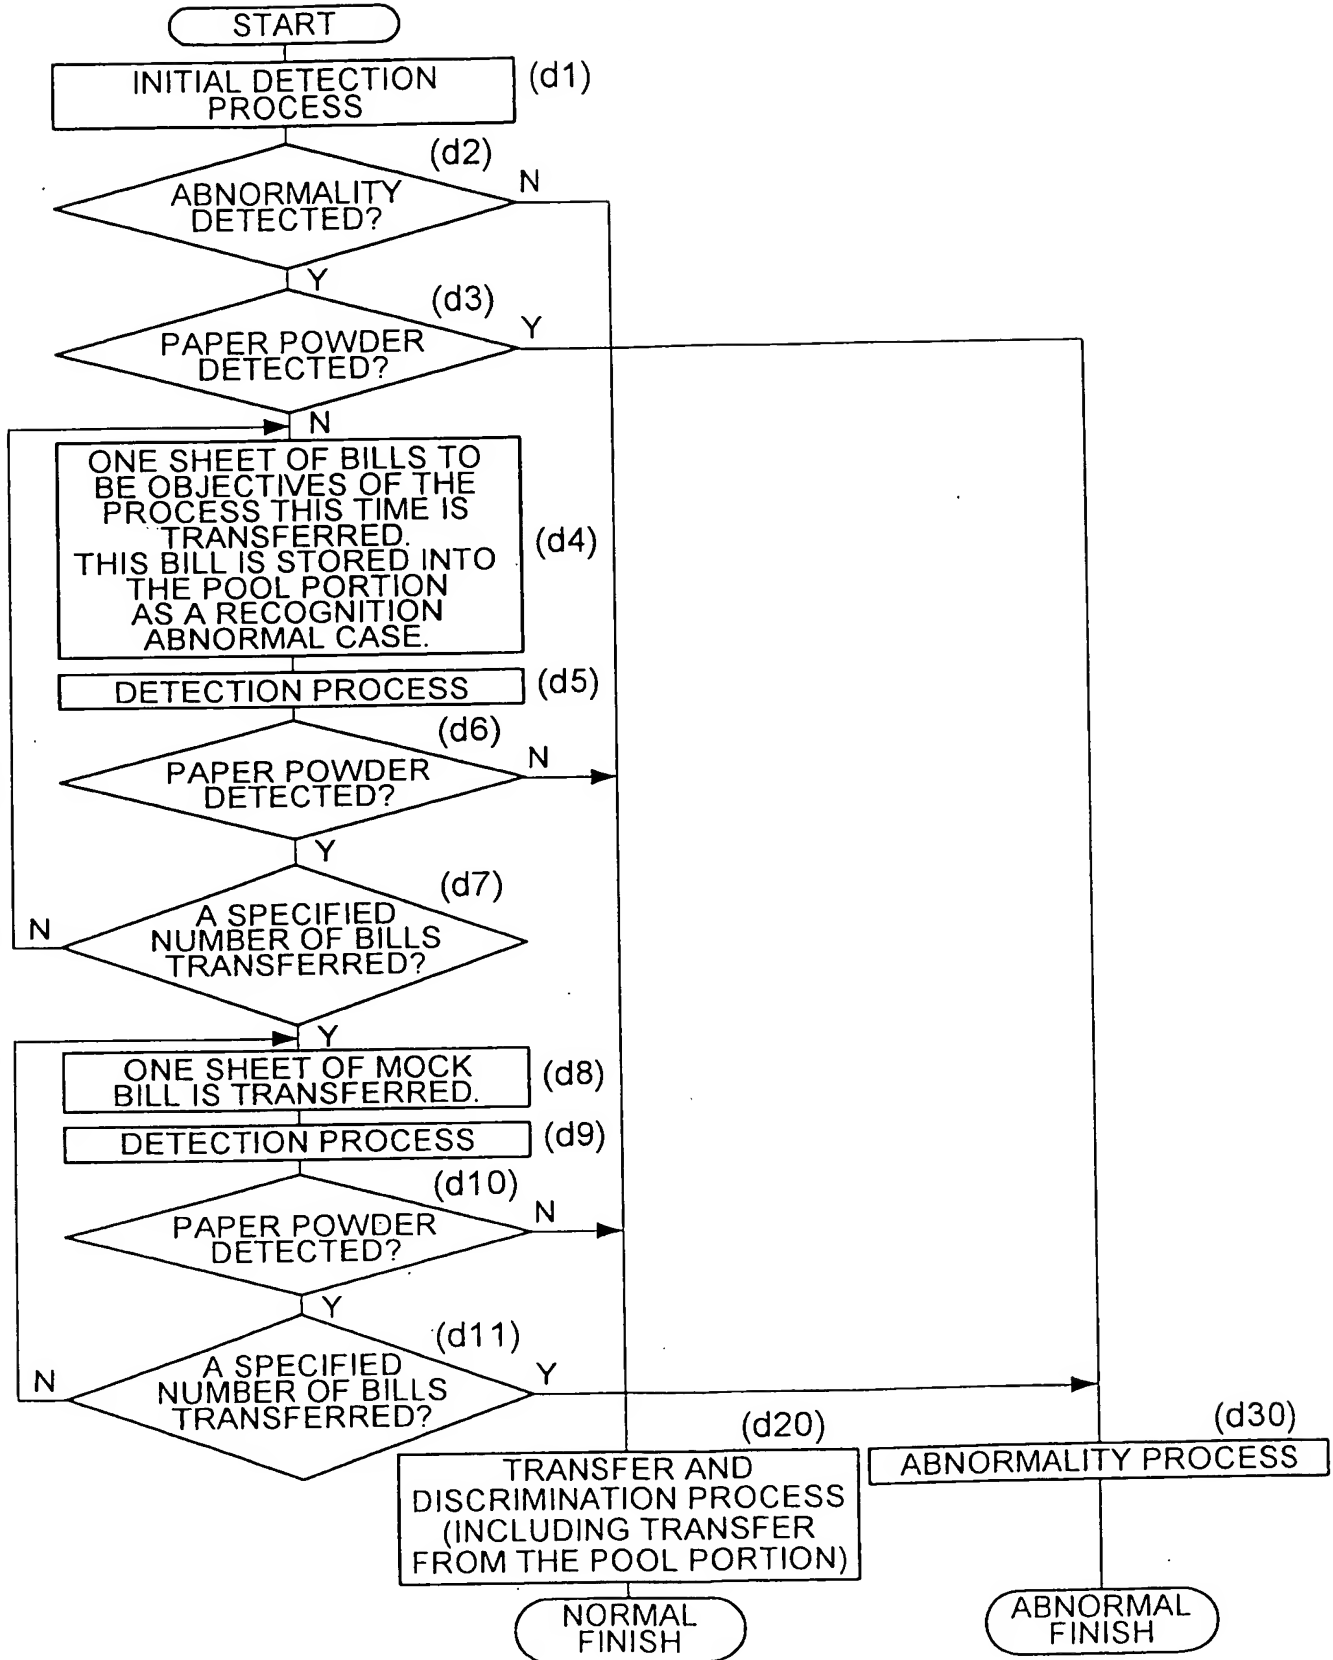 START
INITIAL DETECTION
PROCESS
(d1)
(d2)
ABNORMALITY
DETECTED?
N
Y
(d3)
PAPER POWDER
DETECTED?
Y
N
ONE SHEET OF BILLS TO
BE OBJECTIVES OF THE
PROCESS THIS TIME IS
TRANSFERRED.
THIS BILL IS STORED INTO
THE POOL PORTION
AS A RECOGNITION
ABNORMAL CASE.
(d4)
DETECTION PROCESS
(d5)
(d6)
PAPER POWDER
DETECTED?
N
Y
(d7)
A SPECIFIED
NUMBER OF BILLS
TRANSFERRED?
N
Y
ONE SHEET OF MOCK
BILL IS TRANSFERRED.
(d8)
DETECTION PROCESS
(d9)
(d10)
PAPER POWDER
DETECTED?
N
Y
(d11)
A SPECIFIED
NUMBER OF BILLS
TRANSFERRED?
N
Y
(d20)
TRANSFER AND
DISCRIMINATION PROCESS
(INCLUDING TRANSFER
FROM THE POOL PORTION)
(d30)
ABNORMALITY PROCESS
NORMAL
FINISH
ABNORMAL
FINISH